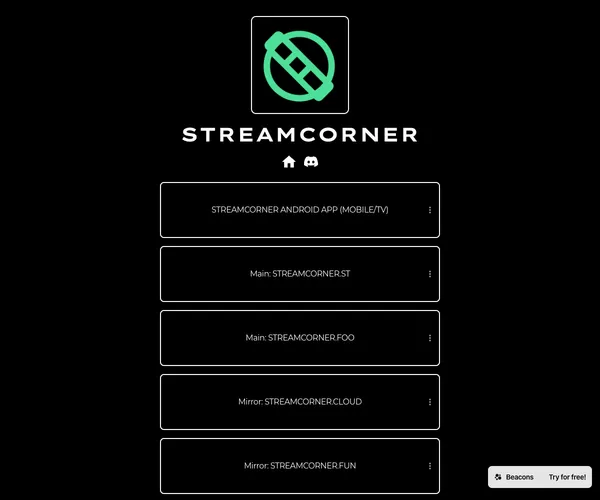 STREAMCORNER
STREAMCORNER ANDROID APP (MOBILE/TV)
Main: STREAMCORNER.ST
Main: STREAMCORNER.FOO
Mirror: STREAMCORNER.CLOUD
Mirror: STREAMCORNER.FUN
Beacons Try for free!